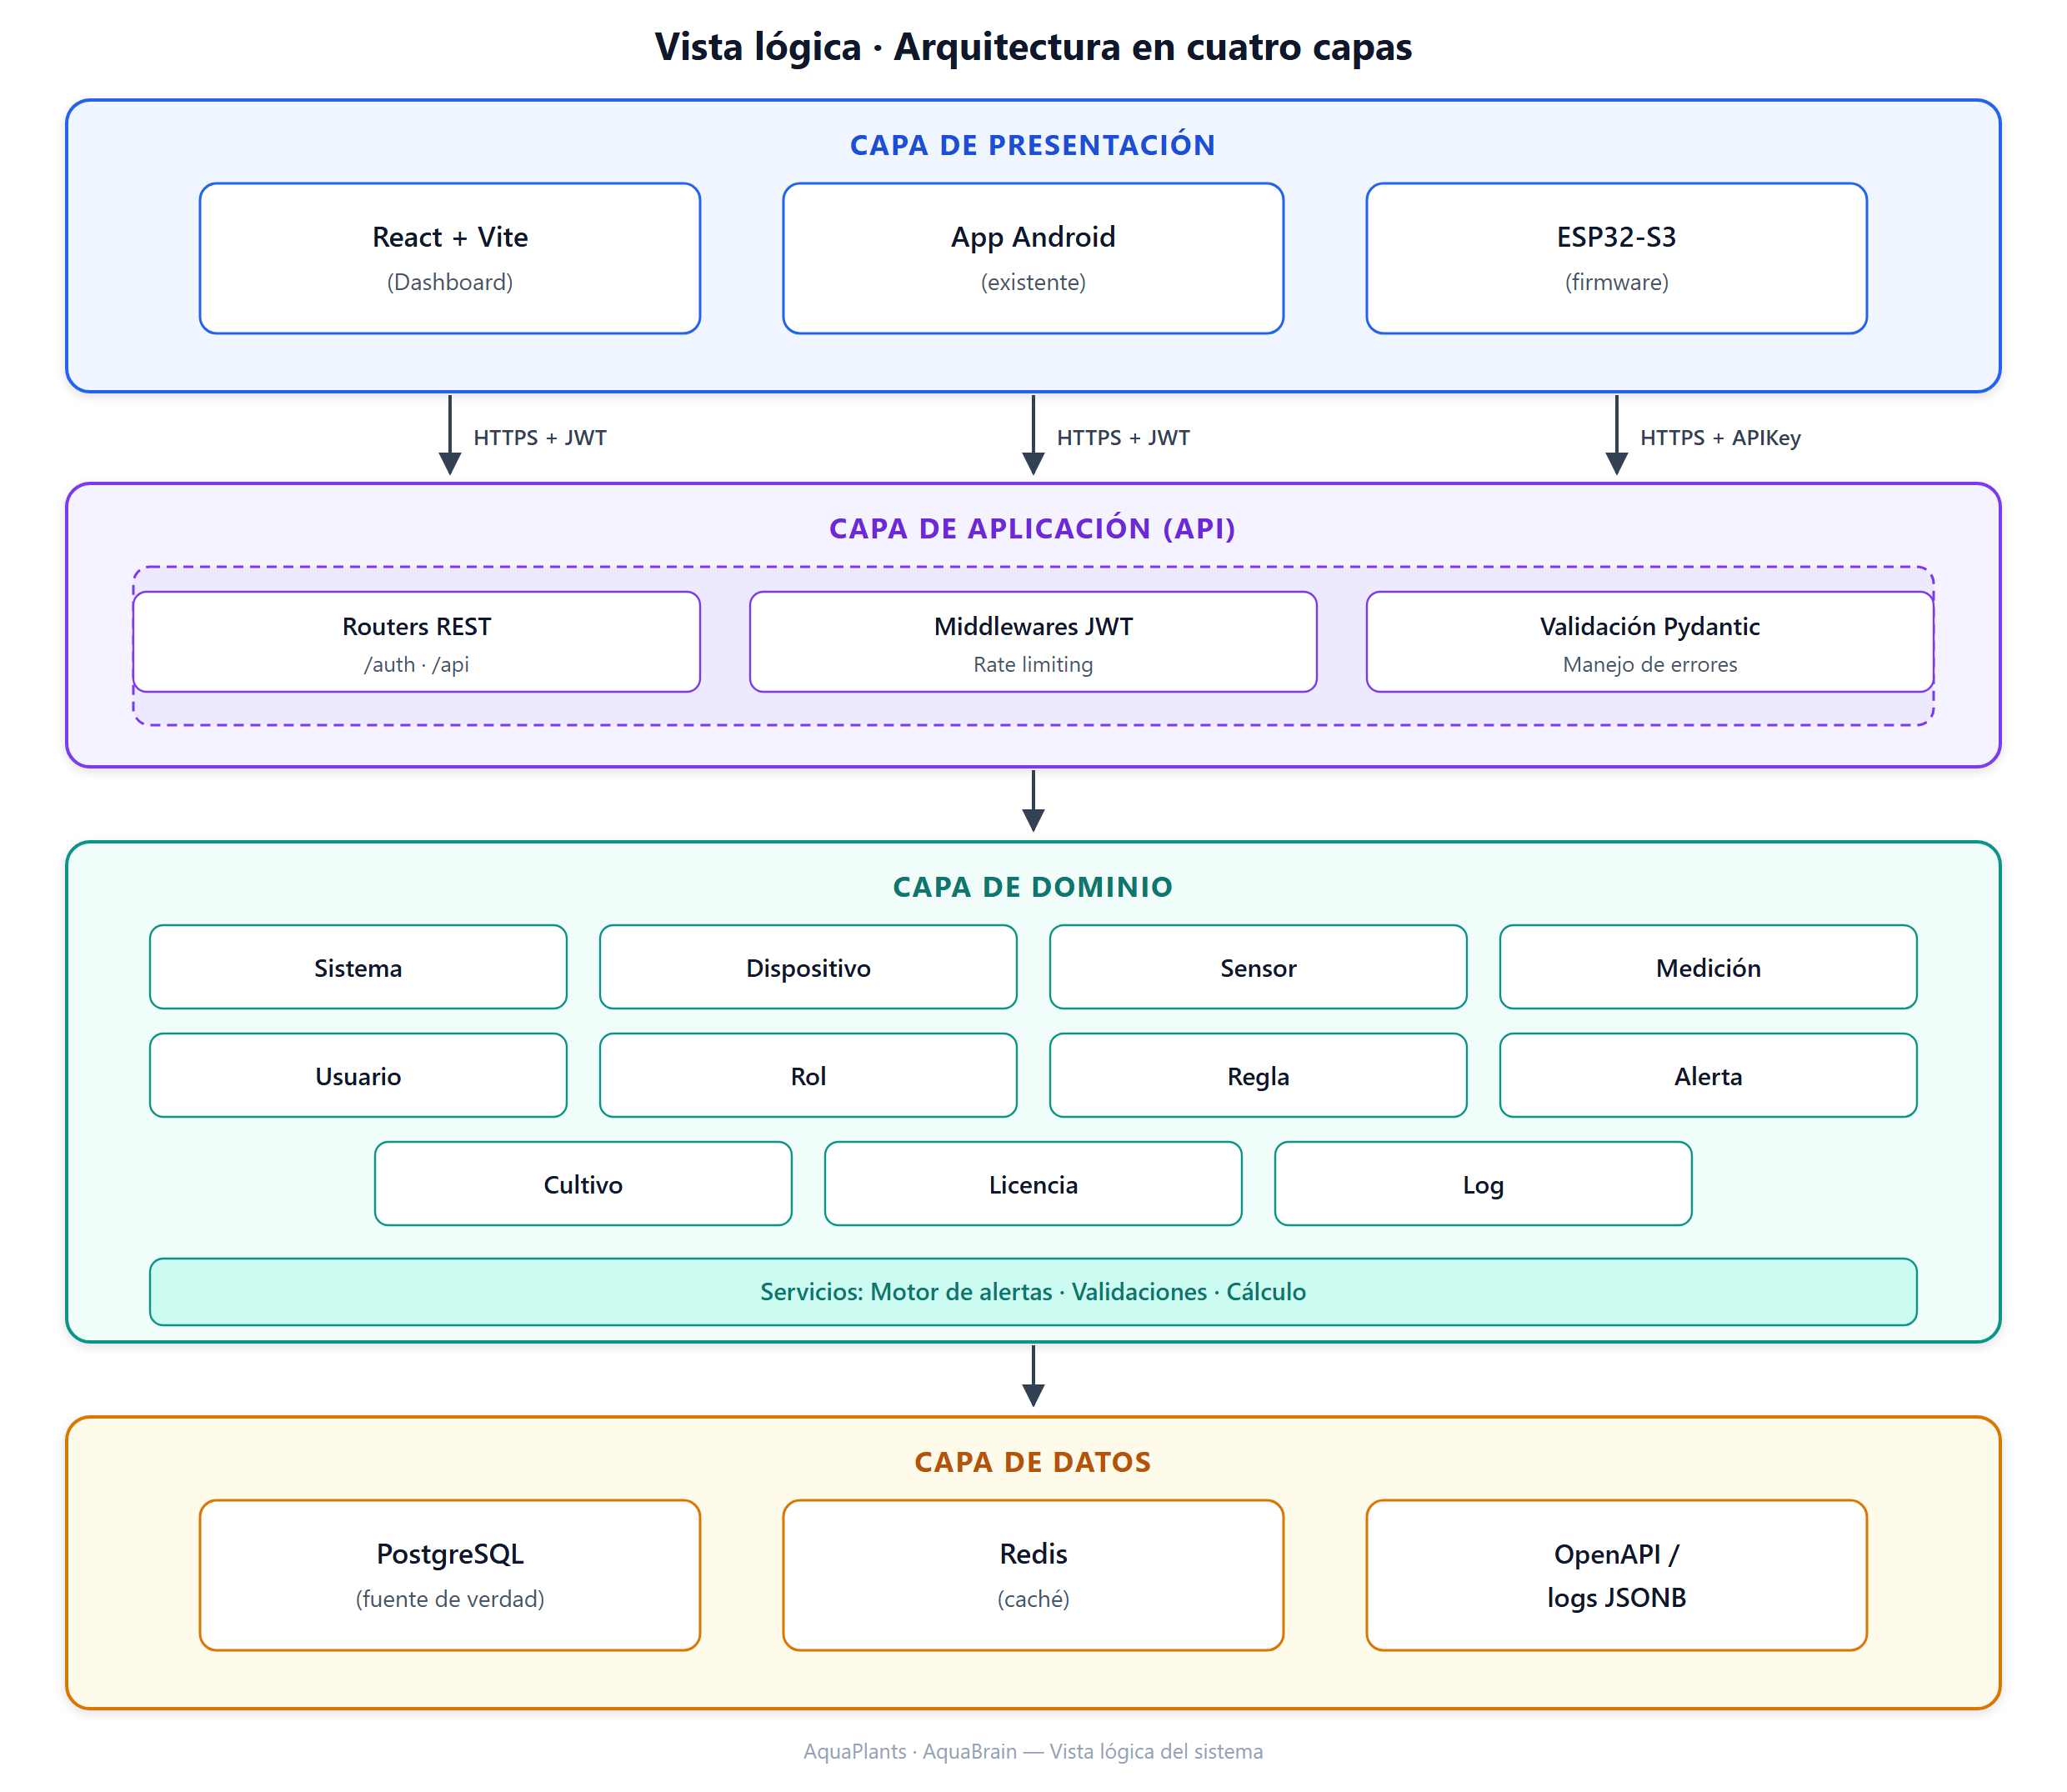 Vista lógica · Arquitectura en cuatro capas
CAPA DE PRESENTACIÓN
React + Vite
(Dashboard)
App Android
(existente)
ESP32-S3
(firmware)
HTTPS + JWT
HTTPS + JWT
HTTPS + APIKey
CAPA DE APLICACIÓN (API)
Routers REST
/auth · /api
Middlewares JWT
Rate limiting
Validación Pydantic
Manejo de errores
CAPA DE DOMINIO
Sistema
Dispositivo
Sensor
Medición
Usuario
Rol
Regla
Alerta
Cultivo
Licencia
Log
Servicios: Motor de alertas · Validaciones · Cálculo
CAPA DE DATOS
PostgreSQL
(fuente de verdad)
Redis
(caché)
OpenAPI /
logs JSONB
AquaPlants · AquaBrain — Vista lógica del sistema